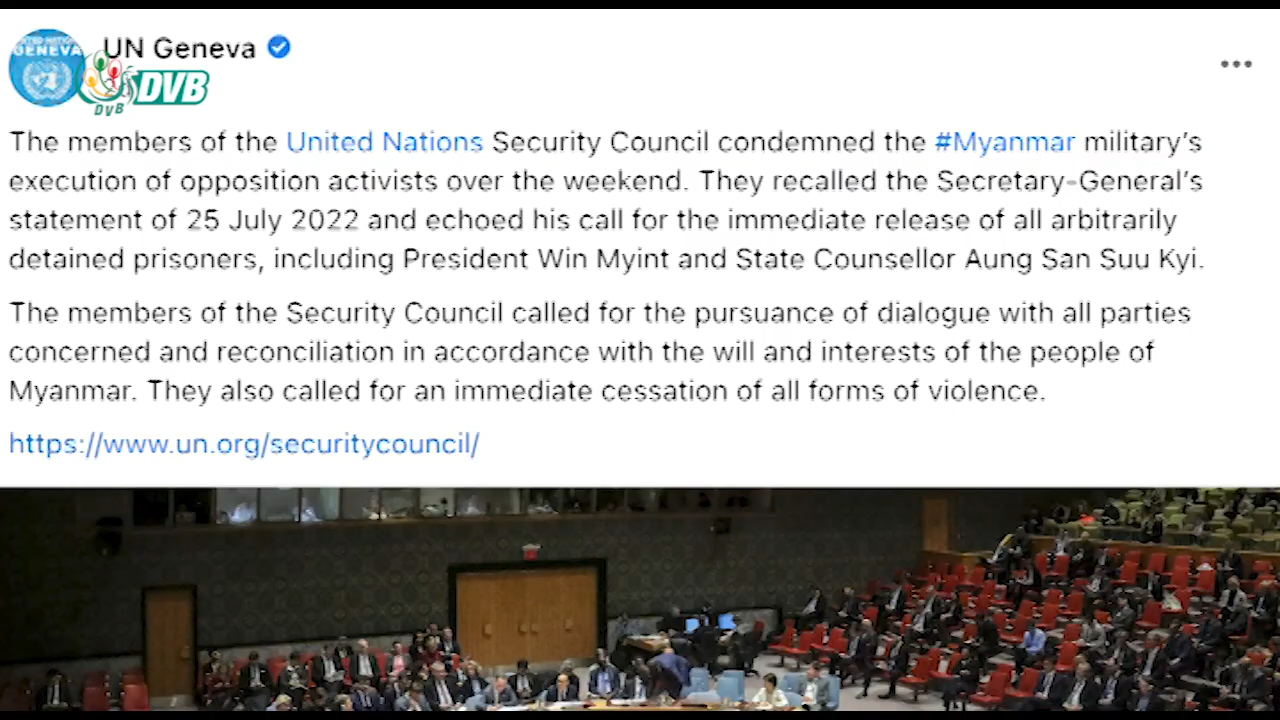 UNITED NATIONS
GENEVA
UN Geneva
DVB
DVB
The members of the United Nations Security Council condemned the #Myanmar military's
execution of opposition activists over the weekend. They recalled the Secretary-General's
statement of 25 July 2022 and echoed his call for the immediate release of all arbitrarily
detained prisoners, including President Win Myint and State Counsellor Aung San Suu Kyi.
The members of the Security Council called for the pursuance of dialogue with all parties
concerned and reconciliation in accordance with the will and interests of the people of
Myanmar. They also called for an immediate cessation of all forms of violence.
https://www.un.org/securitycouncil/